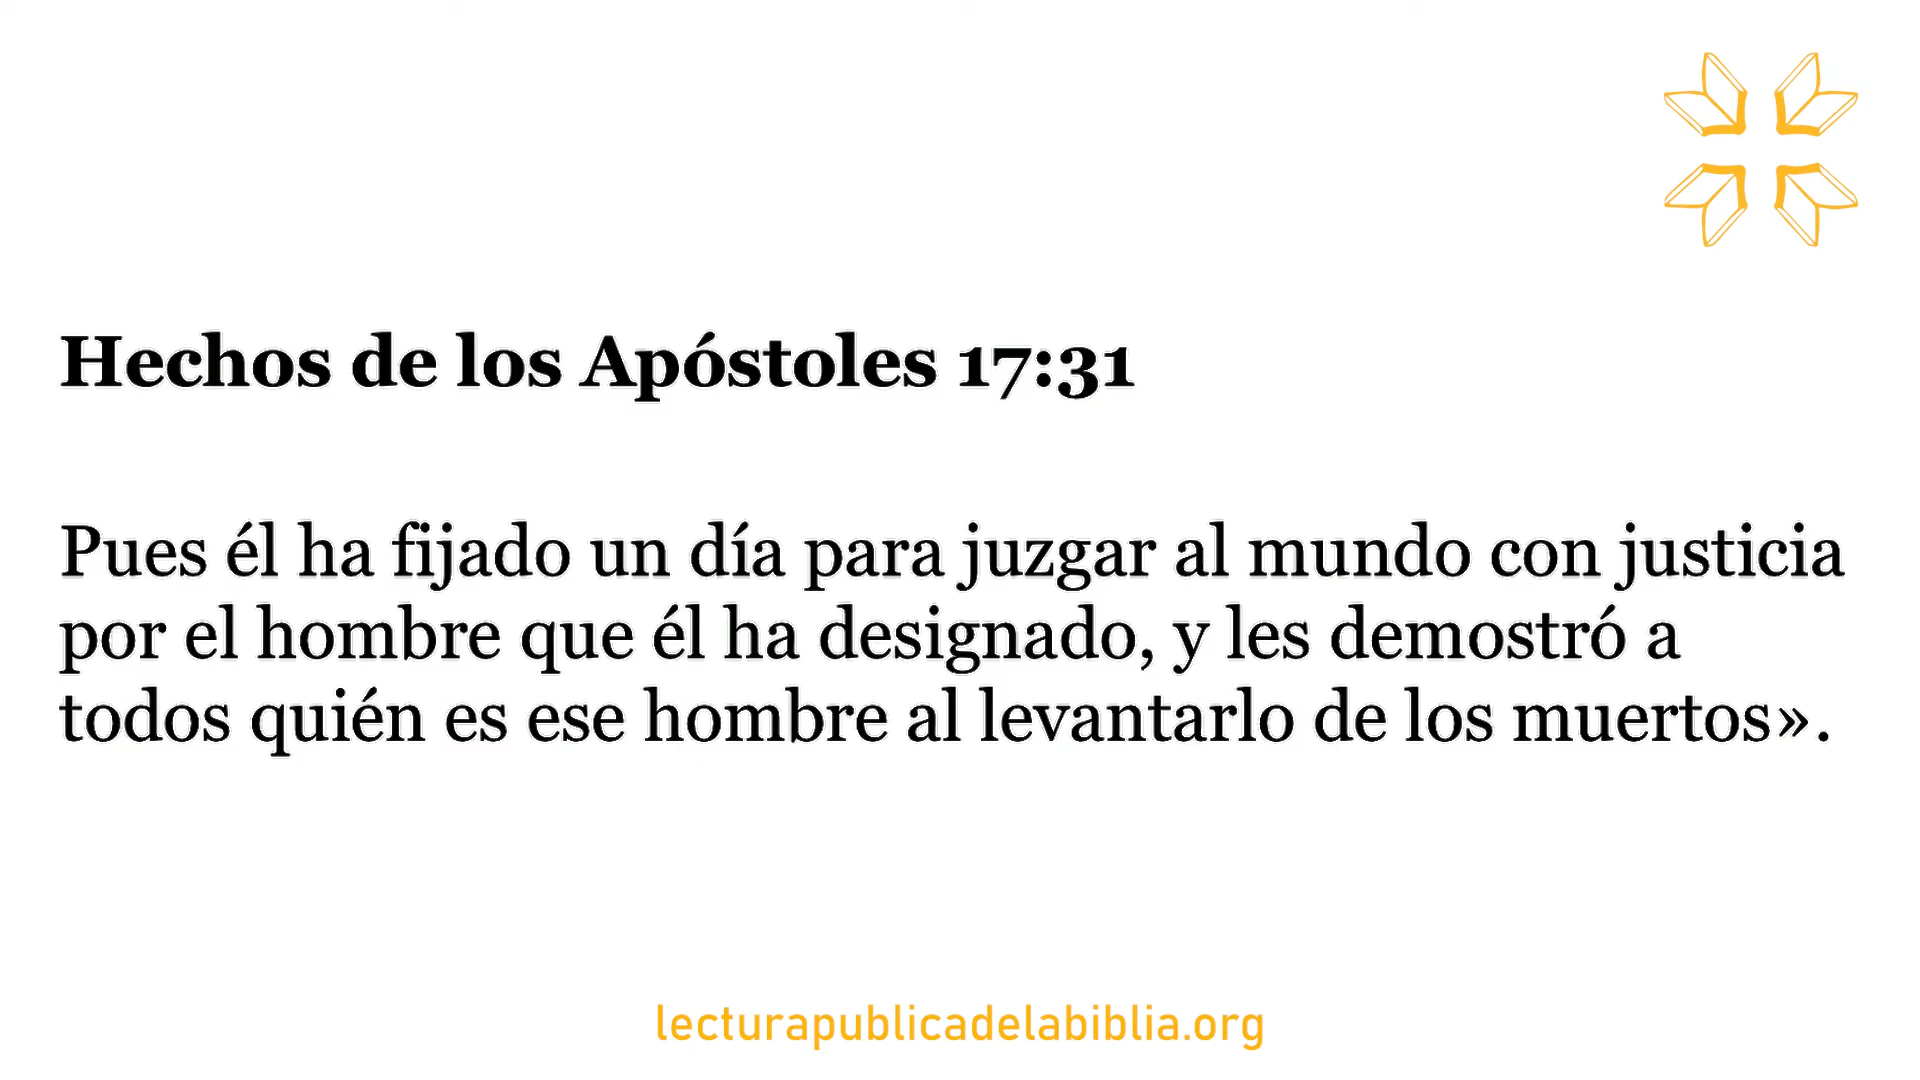 Hechos de los Apóstoles 17:31
Pues él ha fijado un día para juzgar al mundo con justicia
por el hombre que él ha designado, y les demostró a
todos quién es ese hombre al levantarlo de los muertos».
lecturapublicadelabiblia.org